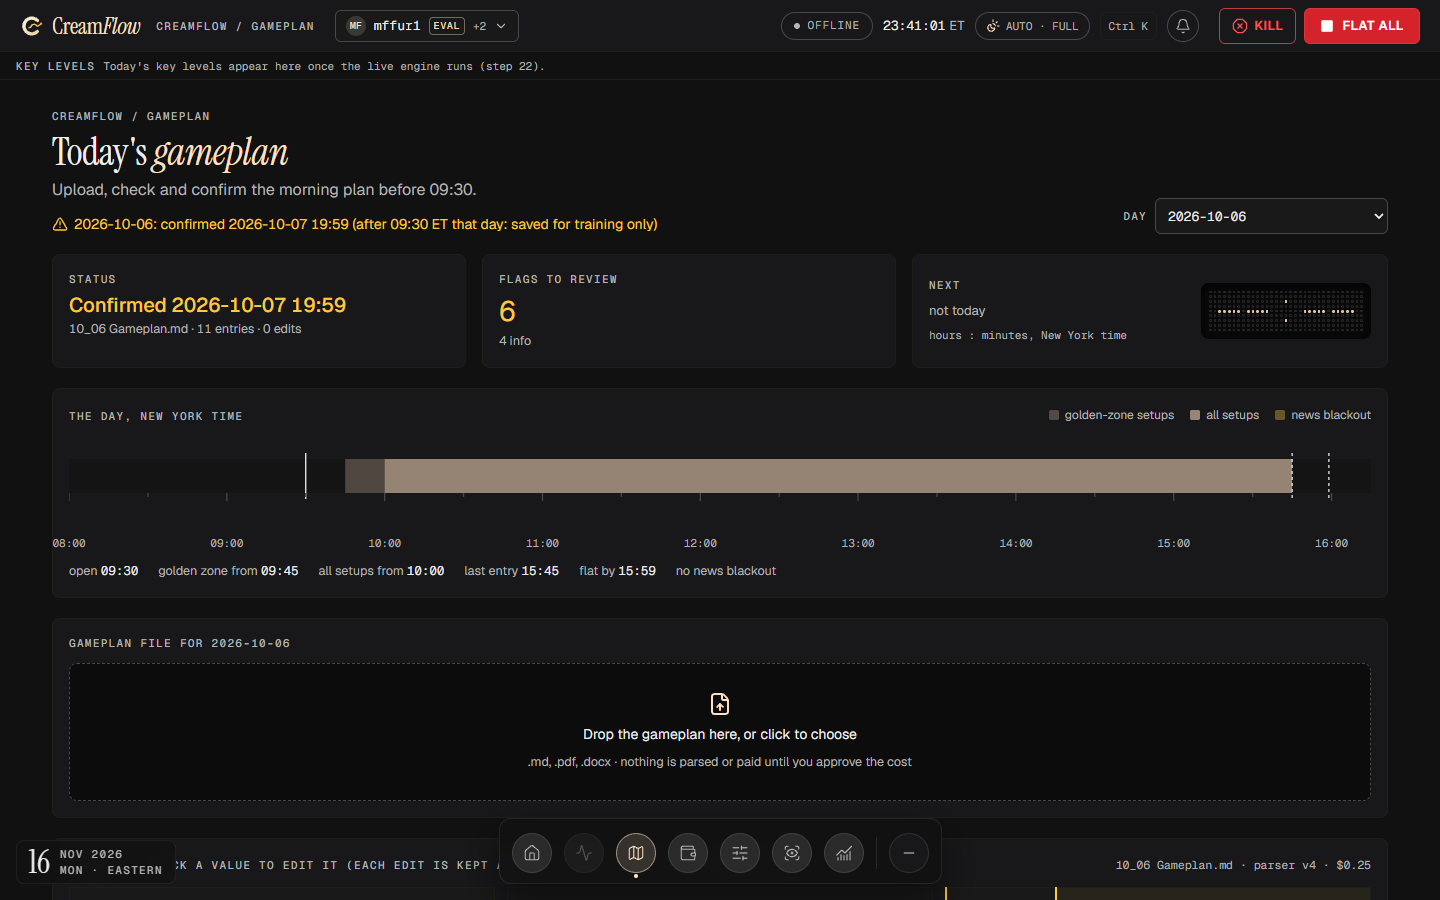 CreamFlow CREAMFLOW / GAMEPLAN MF mffur1 EVAL +2 OFFLINE 23:41:01 ET AUTO · FULL Ctrl K KILL FLAT ALL
KEY LEVELS Today's key levels appear here once the live engine runs (step 22).
CREAMFLOW / GAMEPLAN
Today's gameplan
Upload, check and confirm the morning plan before 09:30.
2026-10-06: confirmed 2026-10-07 19:59 (after 09:30 ET that day: saved for training only)
DAY 2026-10-06
STATUS
Confirmed 2026-10-07 19:59
10_06 Gameplan.md · 11 entries · 0 edits
FLAGS TO REVIEW
6
4 info
NEXT
not today
hours : minutes, New York time
THE DAY, NEW YORK TIME
golden-zone setups all setups news blackout
08:00 09:00 10:00 11:00 12:00 13:00 14:00 15:00 16:00
open 09:30 golden zone from 09:45 all setups from 10:00 last entry 15:45 flat by 15:59 no news blackout
GAMEPLAN FILE FOR 2026-10-06
Drop the gameplan here, or click to choose
.md, .pdf, .docx · nothing is parsed or paid until you approve the cost
16 NOV 2026
MON · EASTERN
CK A VALUE TO EDIT IT (EACH EDIT IS KEPT
10_06 Gameplan.md · parser v4 · $0.25